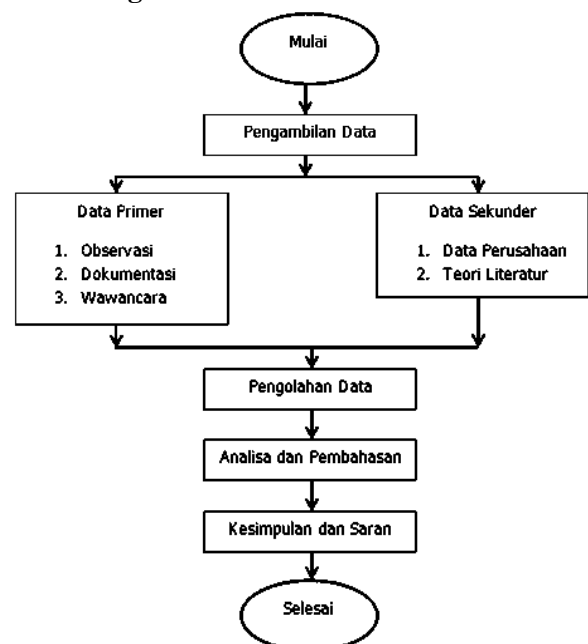 Mulai
Pengambilan Data
Data Primer
1. Observasi
2. Dokumentasi
3. Wawancara
Data Sekunder
1. Data Perusahaan
2. Teori Literatur
Pengolahan Data
Analisa dan Pembahasan
Kesimpulan dan Saran
Selesai